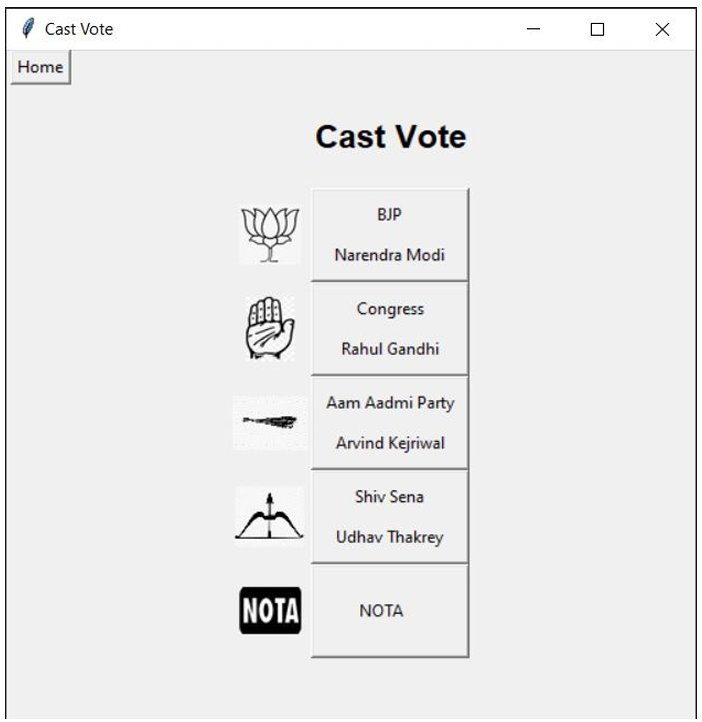 Cast Vote
Home
Cast Vote
BJP
Narendra Modi
Congress
Rahul Gandhi
Aam Aadmi Party
Arvind Kejriwal
Shiv Sena
Udhav Thakrey
NOTA
NOTA